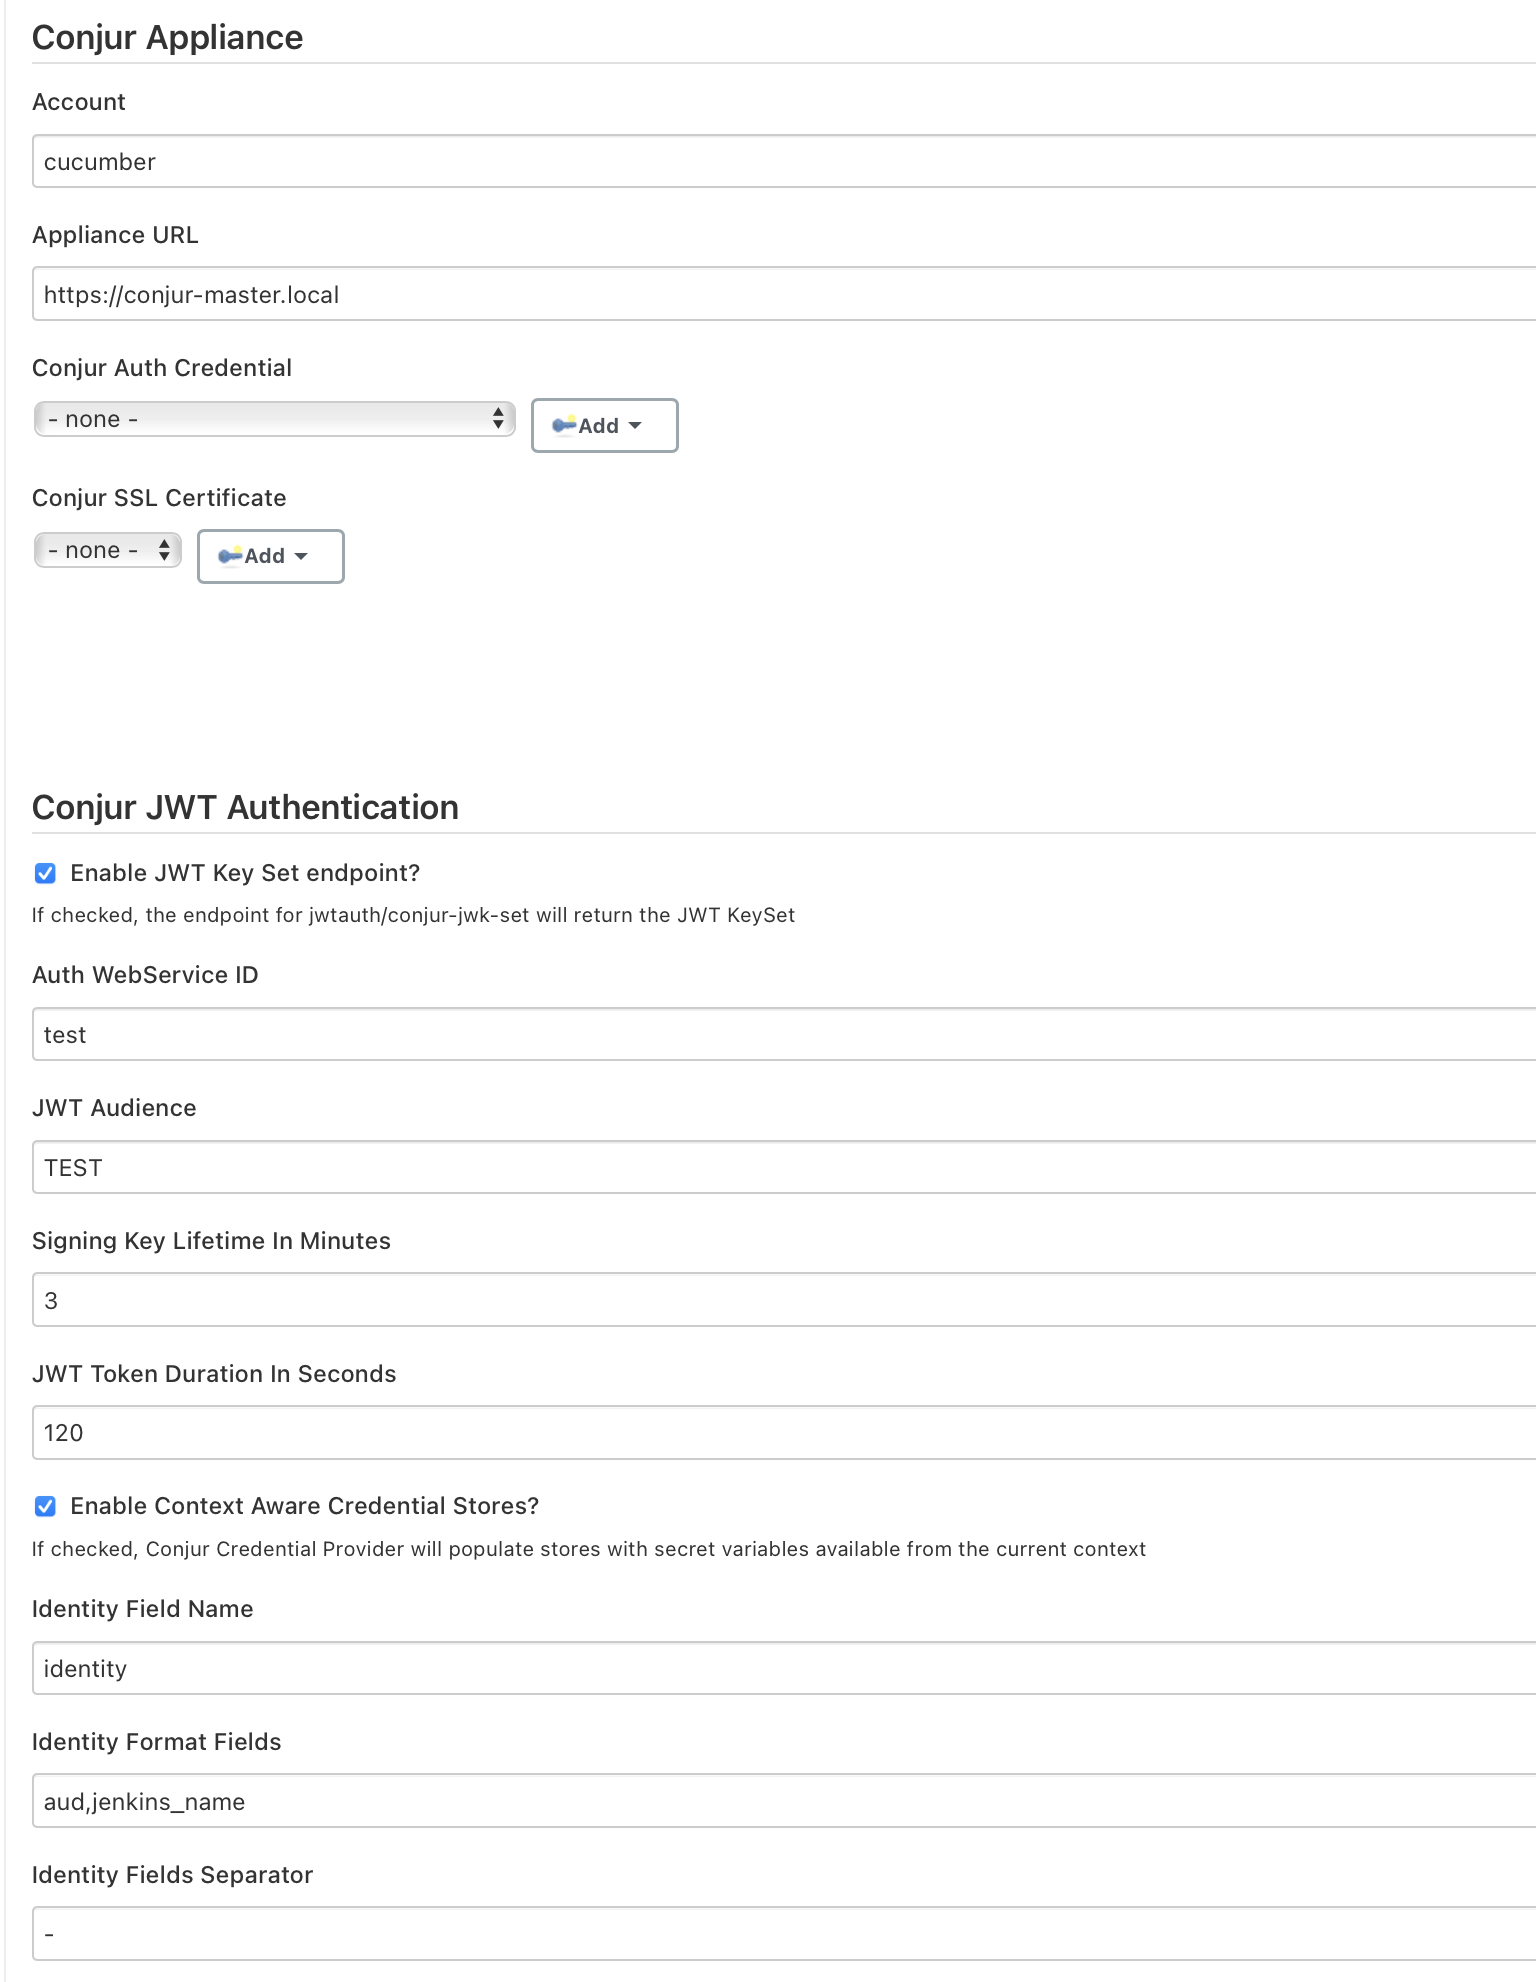 Conjur Appliance
Account
cucumber
Appliance URL
https://conjur-master.local
Conjur Auth Credential
- none -
Add
Conjur SSL Certificate
- none -
Add
Conjur JWT Authentication
Enable JWT Key Set endpoint?
If checked, the endpoint for jwtauth/conjur-jwk-set will return the JWT KeySet
Auth WebService ID
test
JWT Audience
TEST
Signing Key Lifetime In Minutes
3
JWT Token Duration In Seconds
120
Enable Context Aware Credential Stores?
If checked, Conjur Credential Provider will populate stores with secret variables available from the current context
Identity Field Name
identity
Identity Format Fields
aud,jenkins_name
Identity Fields Separator
-